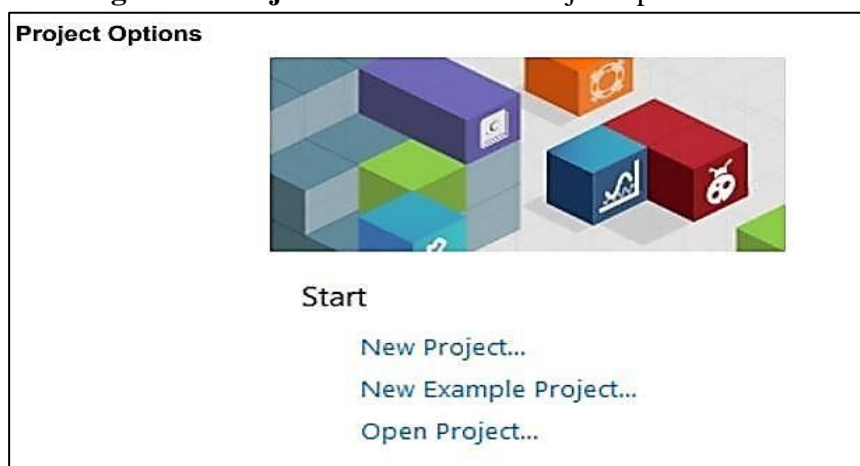 Project Options
Start
New Project...
New Example Project...
Open Project...